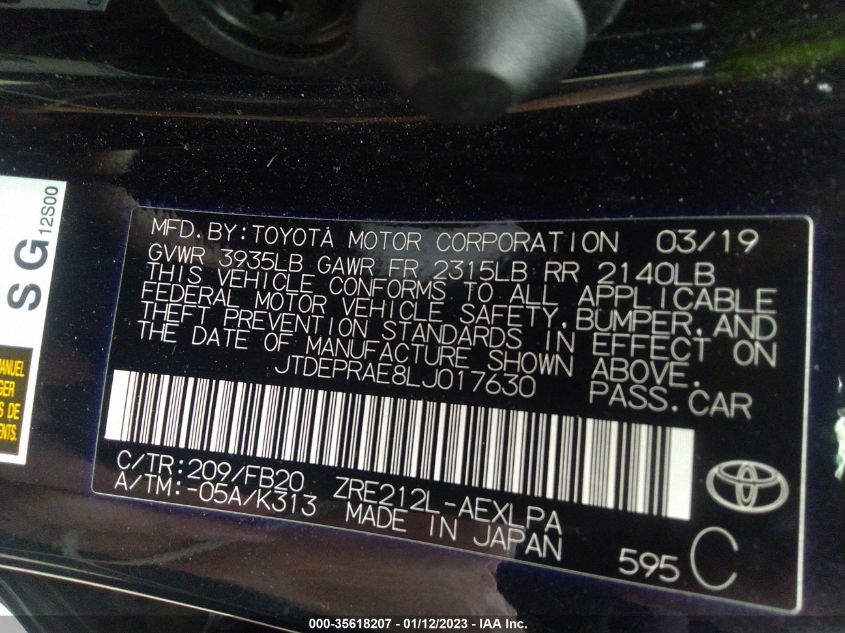 SG
12S00
MANUEL
MFD.BY:TOYOTA MOTOR CORPORATION 03/19
GVWR 3935LB GAWR FR 2315LB RR 2140LB
THIS VEHICLE CONFORMS TO ALL APPLICABLE
FEDERAL MOTOR VEHICLE SAFETY,BUMPER,AND
THEFT PREVENTION STANDARDS IN EFFECT ON
THE DATE OF MANUFACTURE SHOWN ABOVE.
JTDEPRAE8LJ017630 PASS.CAR
C/TR:209/FB20 ZRE212L-AEXLPA
A/TM:-05A/K313 MADE IN JAPAN
595 C
000-35618207 - 01/12/2023 - IAA Inc.